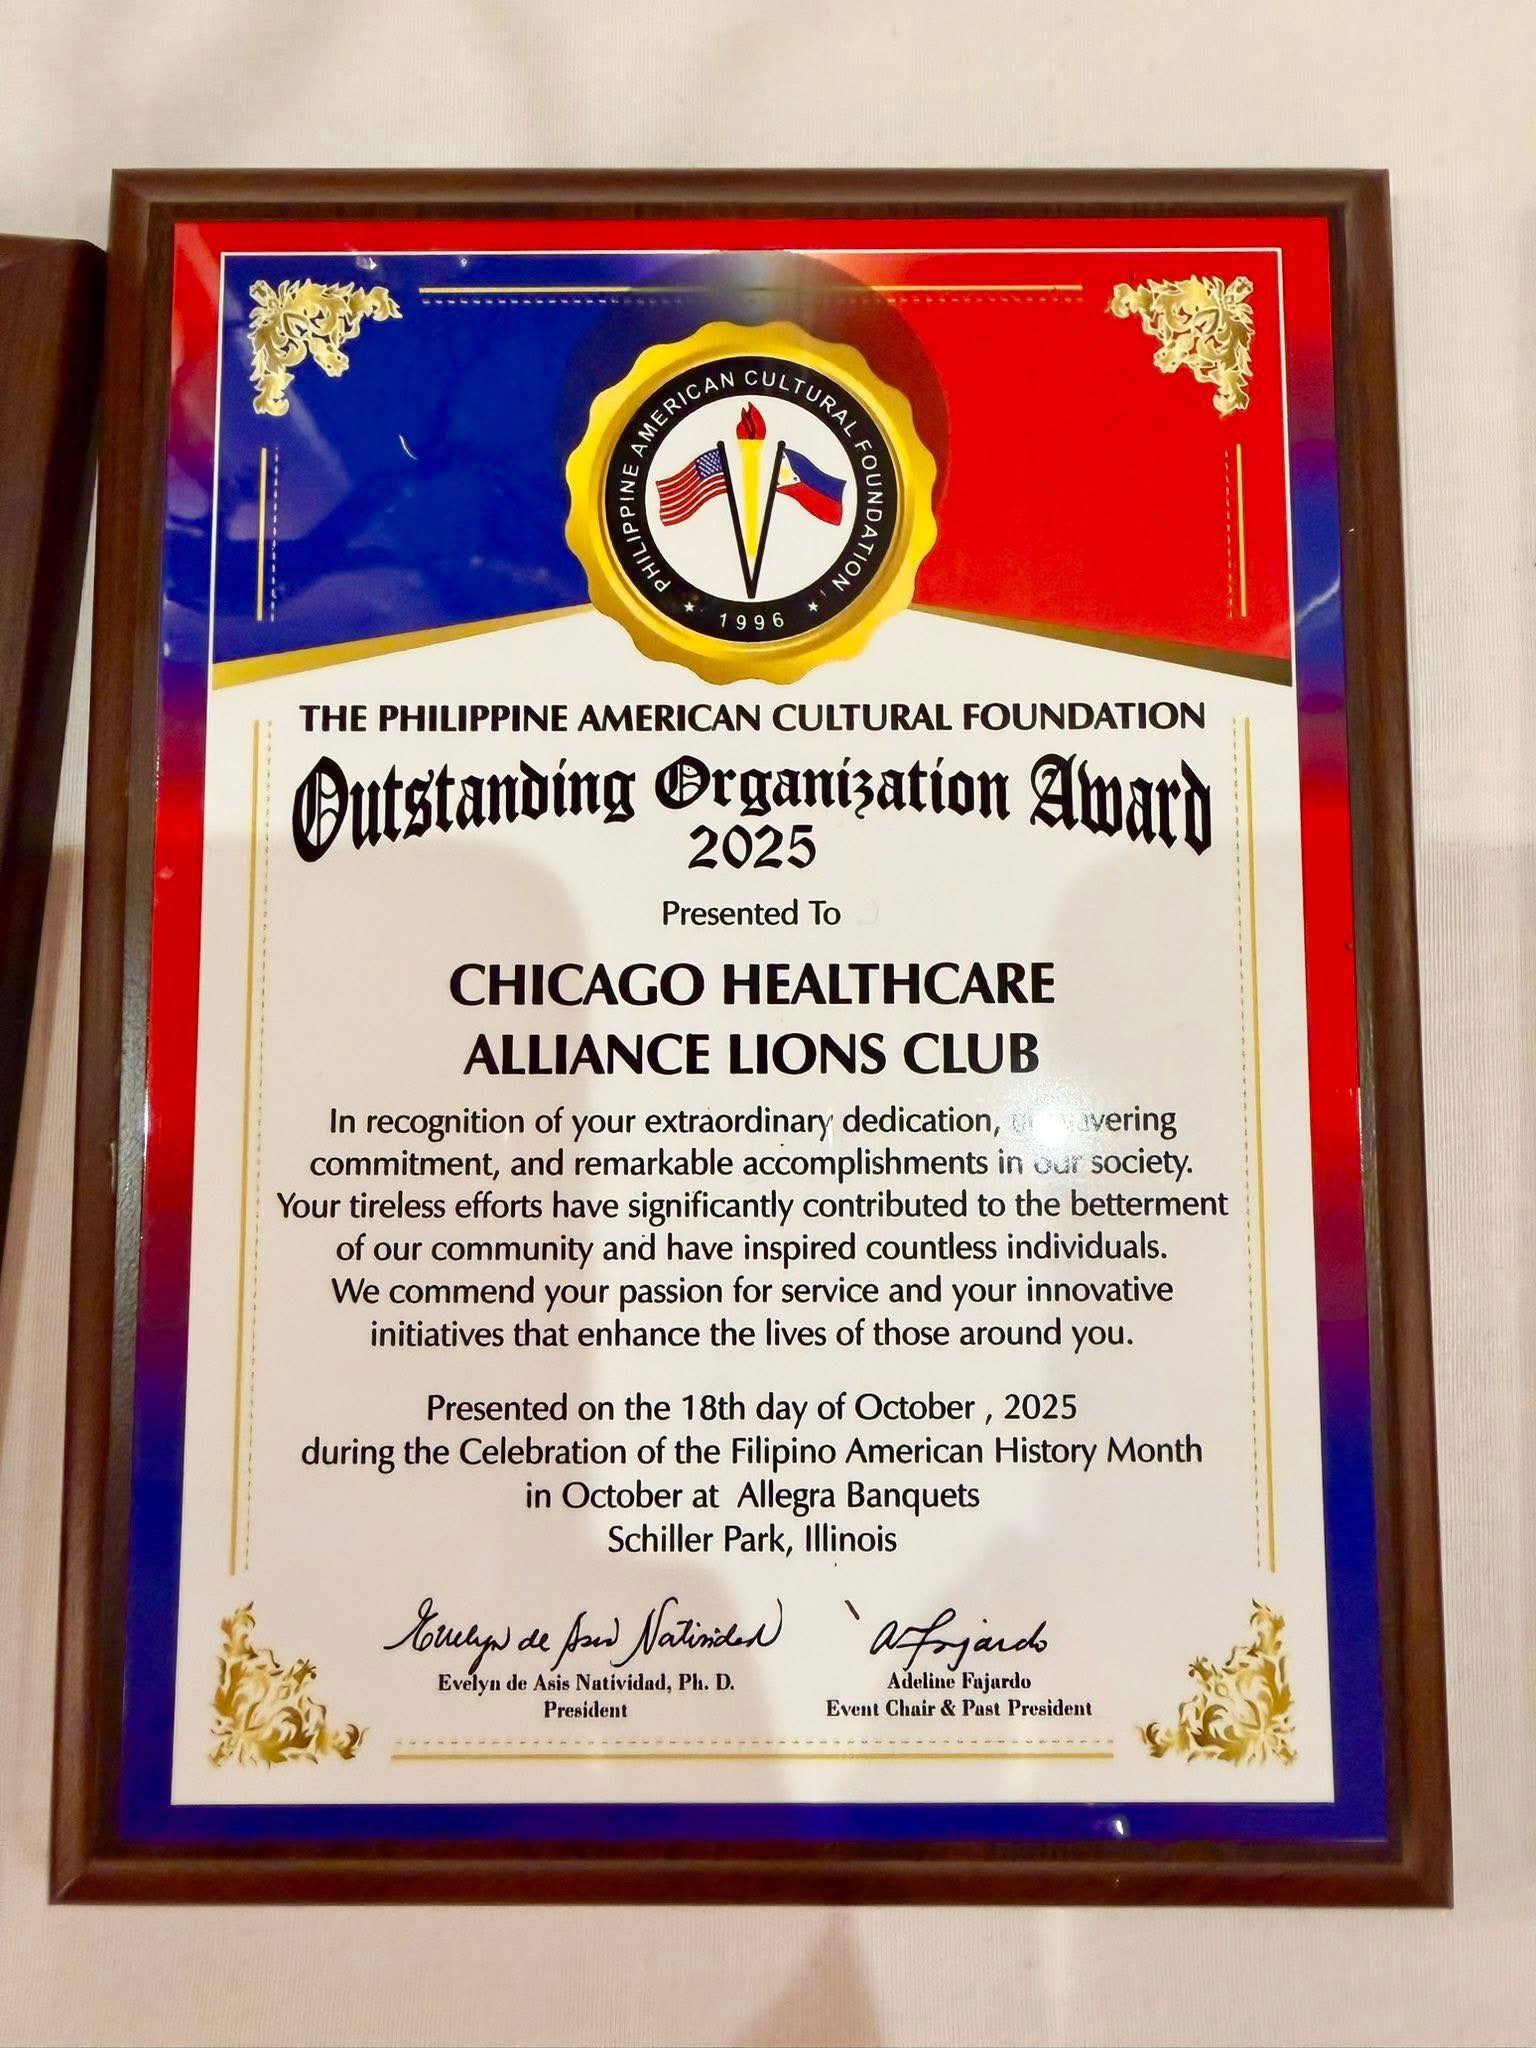 PHILIPPINE AMERICAN CULTURAL FOUNDATION
1996
THE PHILIPPINE AMERICAN CULTURAL FOUNDATION
Outstanding Organization Award
2025
Presented To
CHICAGO HEALTHCARE
ALLIANCE LIONS CLUB
In recognition of your extraordinary dedication,
commitment, and remarkable accomplishments in our society.
Your tireless efforts have significantly contributed to the betterment
of our community and have inspired countless individuals.
We commend your passion for service and your innovative
initiatives that enhance the lives of those around you.
Presented on the 18th day of October , 2025
during the Celebration of the Filipino American History Month
in October at Allegra Banquets
Schiller Park, Illinois
Evelyn de Asis Natividad A Fajardo
Evelyn de Asis Natividad, Ph. D. Adeline Fajardo
President Event Chair & Past President